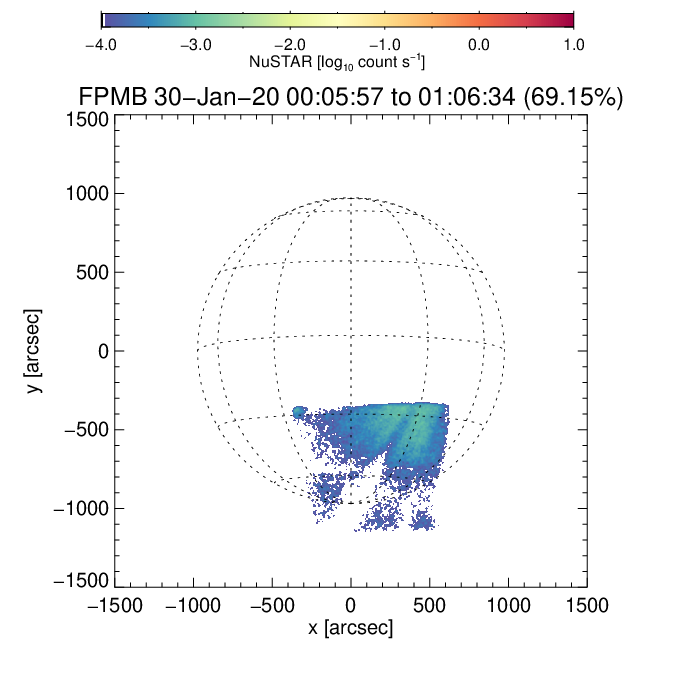 −4.0 −3.0 −2.0 −1.0 0.0 1.0
NuSTAR [log₁₀ count s⁻¹]
FPMB 30−Jan−20 00:05:57 to 01:06:34 (69.15%)
1500
1000
500
0
−500
−1000
−1500
y [arcsec]
−1500 −1000 −500 0 500 1000 1500
x [arcsec]